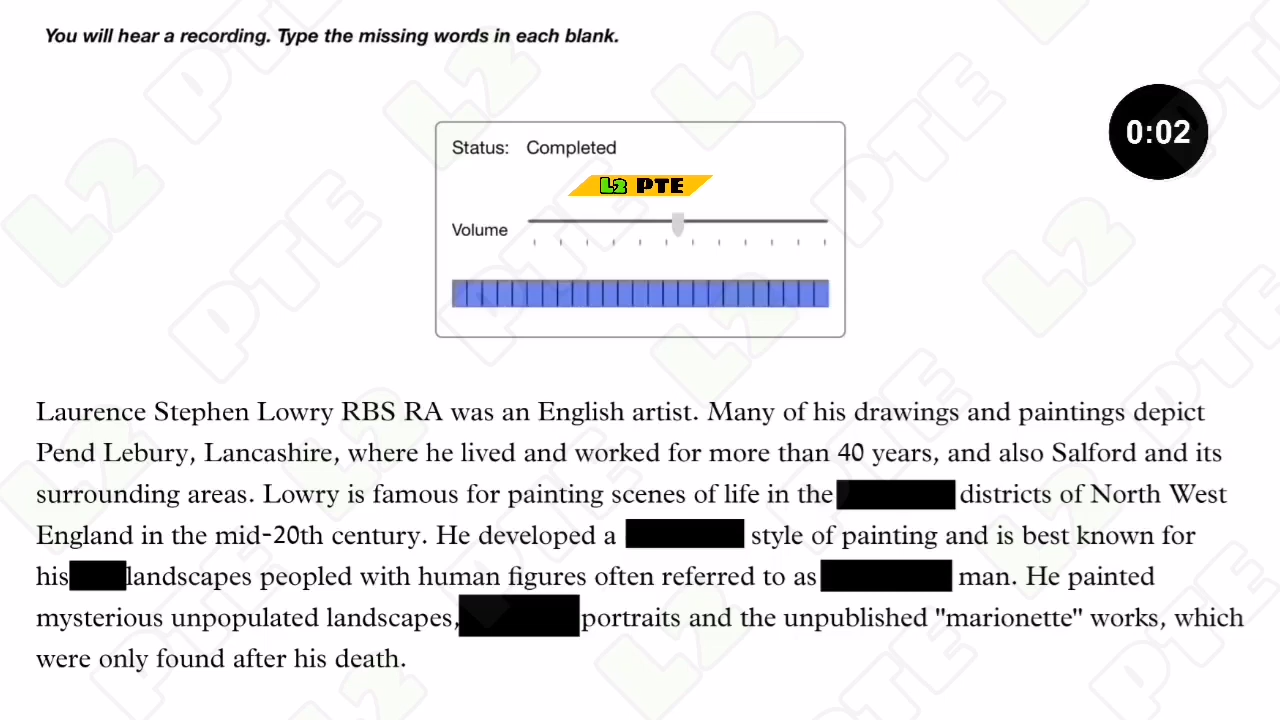 You will hear a recording. Type the missing words in each blank.
0:02
Status: Completed
L2 PTE
Volume
Laurence Stephen Lowry RBS RA was an English artist. Many of his drawings and paintings depict
Pend Lebury, Lancashire, where he lived and worked for more than 40 years, and also Salford and its
surrounding areas. Lowry is famous for painting scenes of life in the districts of North West
England in the mid-20th century. He developed a style of painting and is best known for
his landscapes peopled with human figures often referred to as man. He painted
mysterious unpopulated landscapes, portraits and the unpublished "marionette" works, which
were only found after his death.